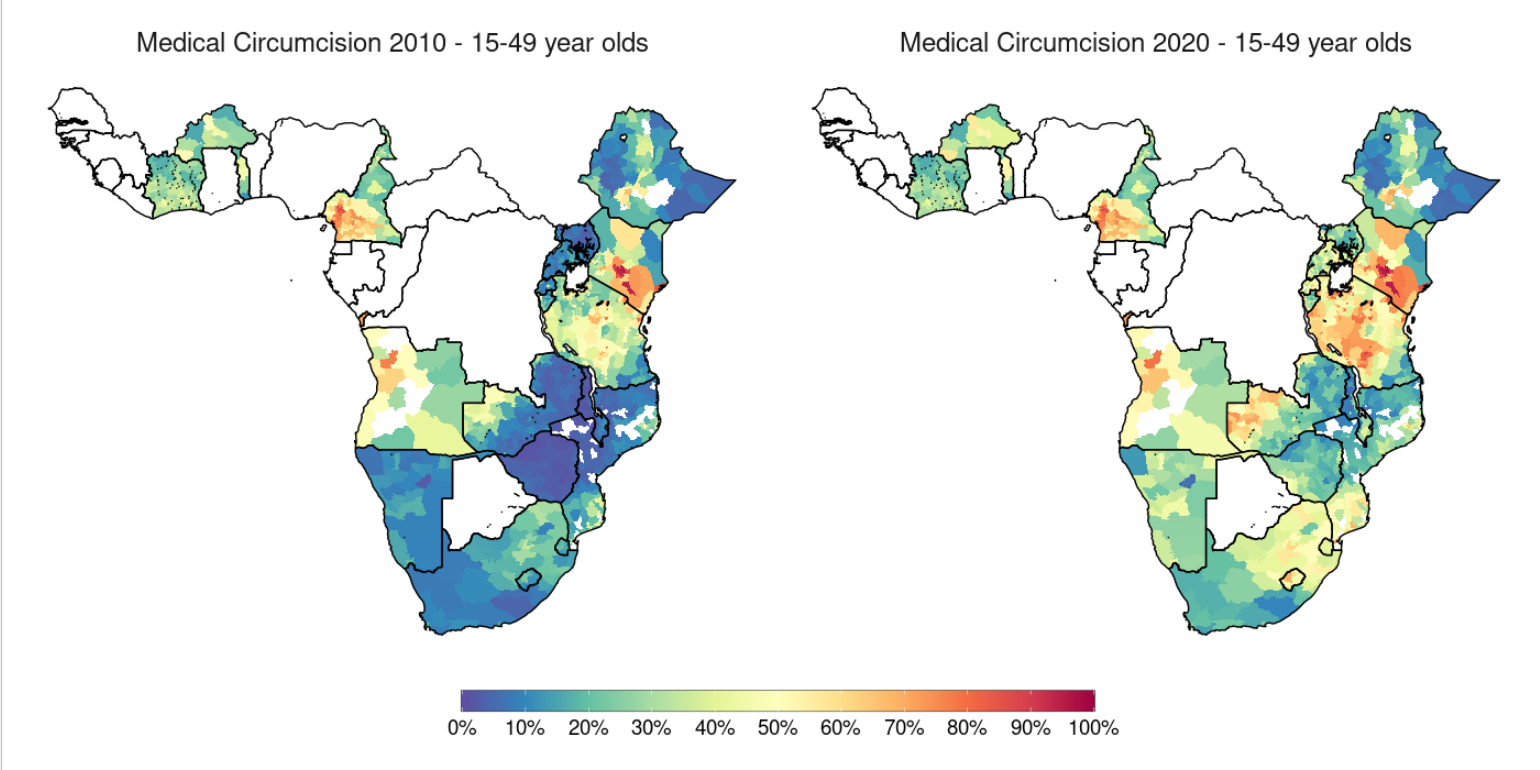 Medical Circumcision 2010 - 15-49 year olds
Medical Circumcision 2020 - 15-49 year olds
0% 10% 20% 30% 40% 50% 60% 70% 80% 90% 100%